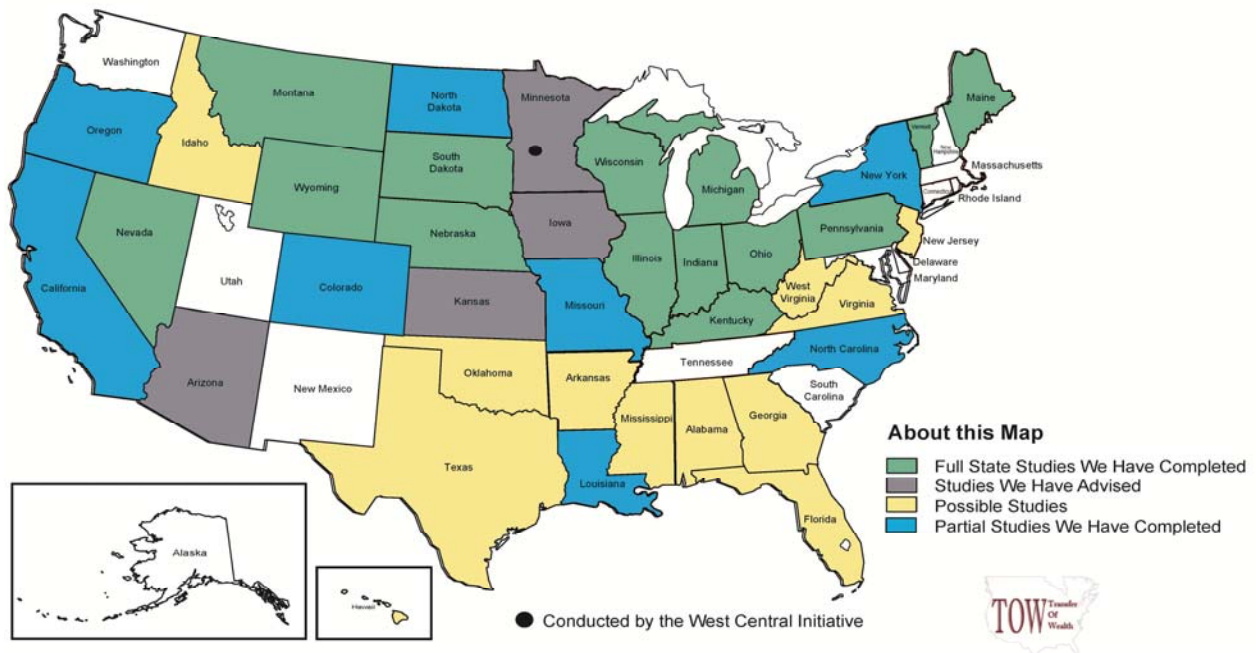 Washington
Montana
North
Dakota
Minnesota
Maine
Vermont
New
Hampshire
Oregon
Idaho
South
Dakota
Wisconsin
Michigan
New York
Massachusetts
Connecticut
Rhode Island
Wyoming
Nevada
Nebraska
Iowa
Illinois
Indiana
Ohio
Pennsylvania
New Jersey
Delaware
Maryland
Utah
California
Colorado
Kansas
Missouri
West
Virginia
Virginia
Kentucky
North Carolina
Tennessee
Arizona
New Mexico
Oklahoma
Arkansas
South
Carolina
Mississippi
Alabama
Georgia
Texas
Louisiana
Florida
Alaska
Hawaii
About this Map
Full State Studies We Have Completed
Studies We Have Advised
Possible Studies
Partial Studies We Have Completed
Conducted by the West Central Initiative
TOW
Transfer
Of
Wealth